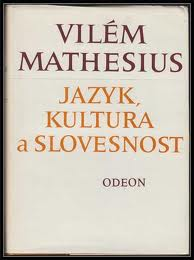 VILÉM
MATHESIUS
JAZYK,
KULTURA
a SLOVESNOST
ODEON